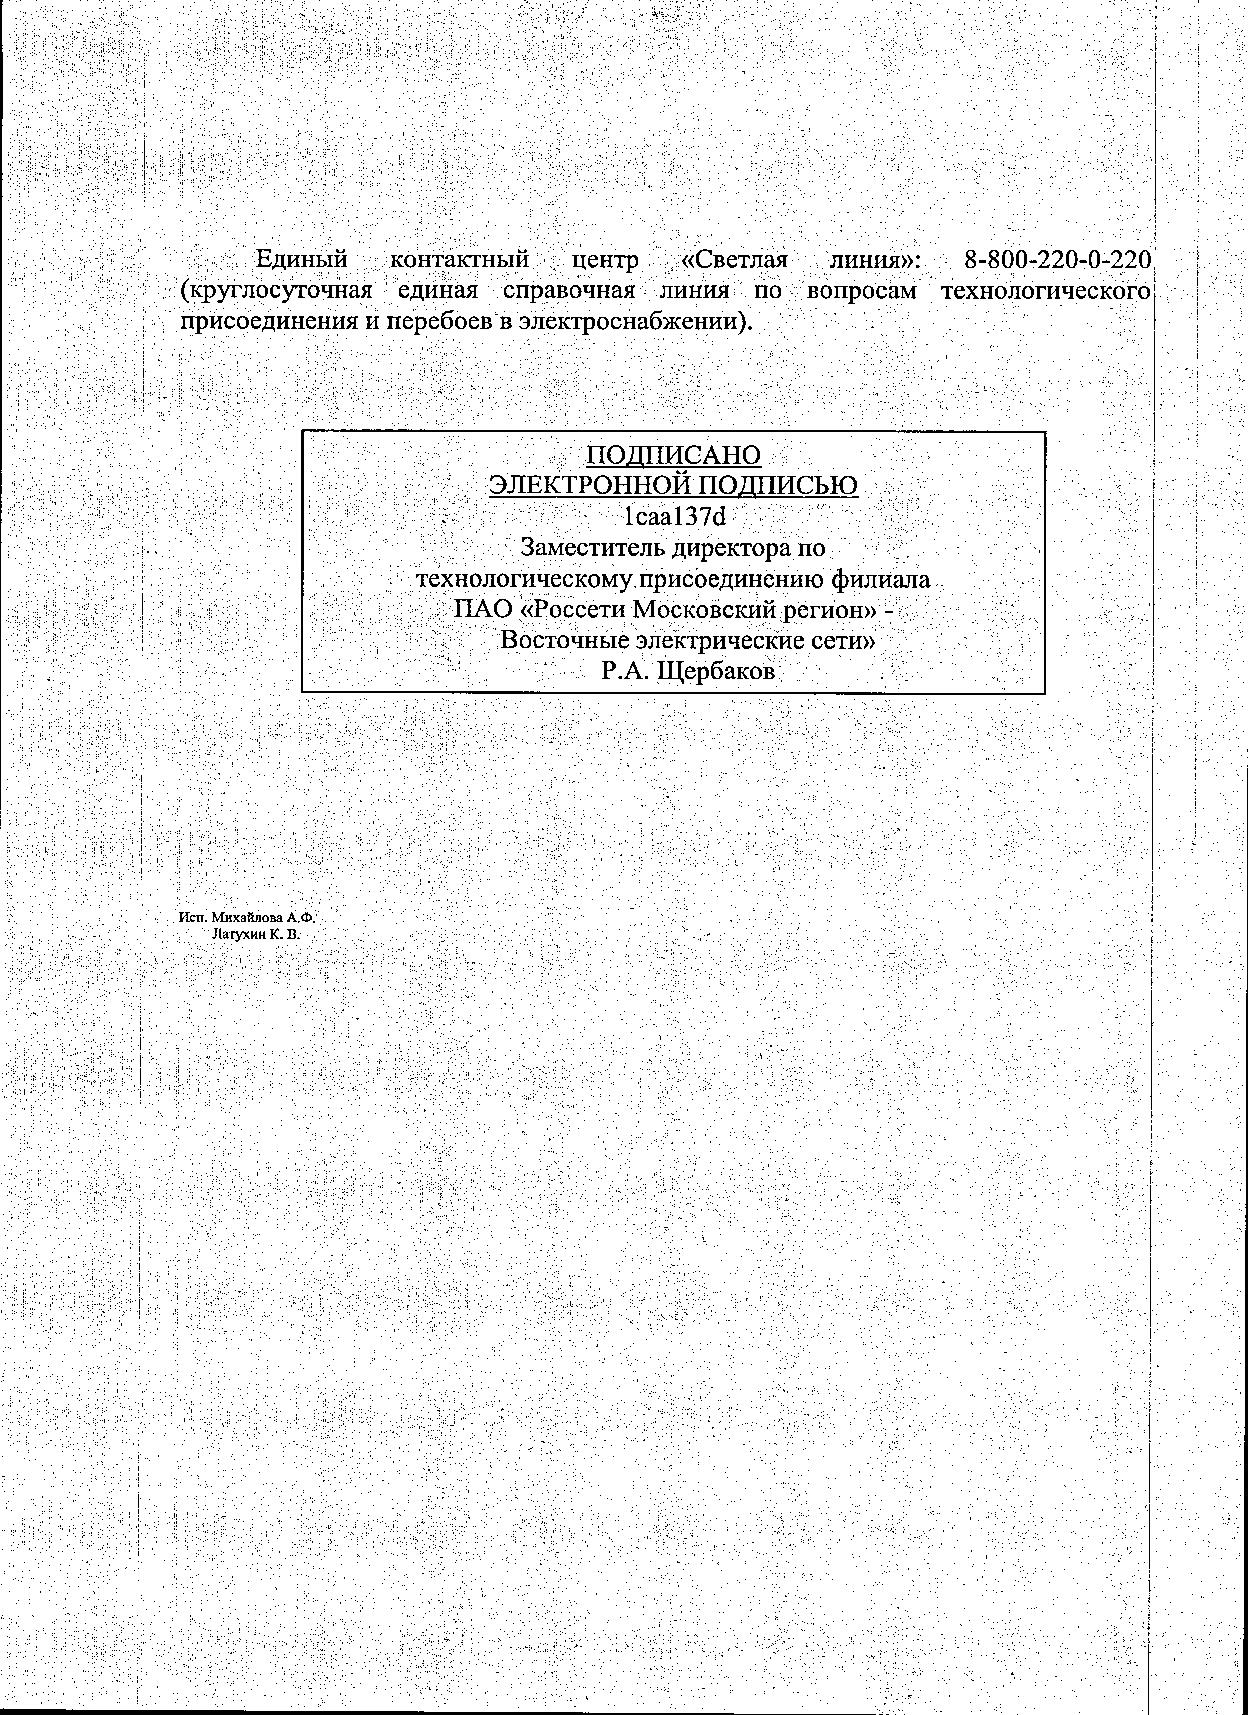 Единый контактный центр «Светлая линия»: 8-800-220-0-220
(круглосуточная единая справочная линия по вопросам технологического
присоединения и перебоев в электроснабжении).
ПОДПИСАНО
ЭЛЕКТРОННОЙ ПОДПИСЬЮ
1caa137d
Заместитель директора по
технологическому присоединению филиала
ПАО «Россети Московский регион» -
Восточные электрические сети»
Р.А. Щербаков
Исп. Михайлова А.Ф.
Лагухин К. В.